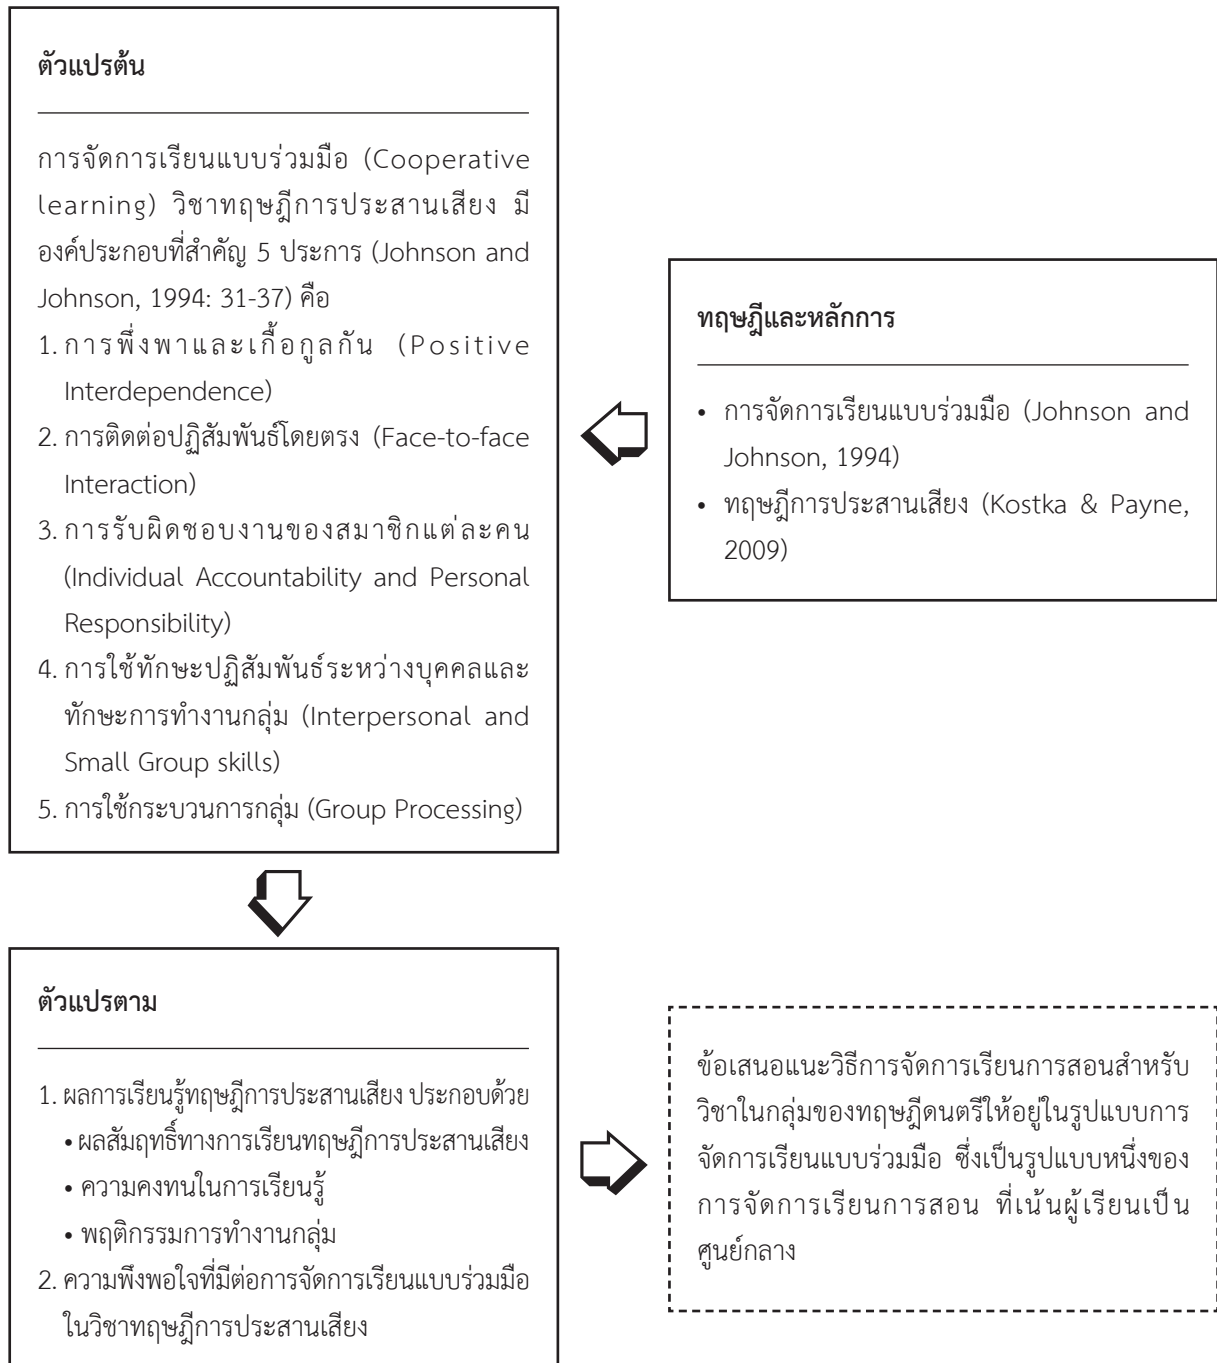 ตัวแปรต้น
การจัดการเรียนแบบร่วมมือ (Cooperative
learning) วิชาทฤษฎีการประสานเสียง มี
องค์ประกอบที่สำคัญ 5 ประการ (Johnson and
Johnson, 1994: 31-37) คือ
1. การพึ่งพาและเกื้อกูลกัน (Positive
Interdependence)
2. การติดต่อปฏิสัมพันธ์โดยตรง (Face-to-face
Interaction)
3. การรับผิดชอบงานของสมาชิกแต่ละคน
(Individual Accountability and Personal
Responsibility)
4. การใช้ทักษะปฏิสัมพันธ์ระหว่างบุคคลและ
ทักษะการทำงานกลุ่ม (Interpersonal and
Small Group skills)
5. การใช้กระบวนการกลุ่ม (Group Processing)
ทฤษฎีและหลักการ
• การจัดการเรียนแบบร่วมมือ (Johnson and
Johnson, 1994)
• ทฤษฎีการประสานเสียง (Kostka & Payne,
2009)
ตัวแปรตาม
1. ผลการเรียนรู้ทฤษฎีการประสานเสียง ประกอบด้วย
• ผลสัมฤทธิ์ทางการเรียนทฤษฎีการประสานเสียง
• ความคงทนในการเรียนรู้
• พฤติกรรมการทำงานกลุ่ม
2. ความพึงพอใจที่มีต่อการจัดการเรียนแบบร่วมมือ
ในวิชาทฤษฎีการประสานเสียง
ข้อเสนอแนะวิธีการจัดการเรียนการสอนสำหรับ
วิชาในกลุ่มของทฤษฎีดนตรีให้อยู่ในรูปแบบการ
จัดการเรียนแบบร่วมมือ ซึ่งเป็นรูปแบบหนึ่งของ
การจัดการเรียนการสอน ที่เน้นผู้เรียนเป็น
ศูนย์กลาง